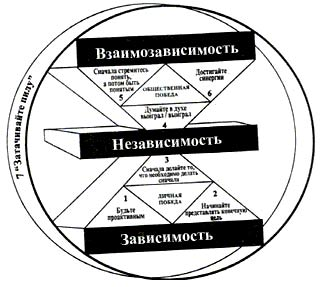 7 “Затачивайте пилу”
Взаимозависимость
Сначала стремитесь
понять,
а потом быть
понятым
5
ОБЩЕСТВЕННАЯ
ПОБЕДА
Достигайте
синергии
6
Думайте в духе
выиграл / выиграл
4
Независимость
3
Сначала делайте то,
что необходимо делать
сначала
1
Будьте
проактивным
ЛИЧНАЯ
ПОБЕДА
2
Начинайте
представлять конечную
цель
Зависимость